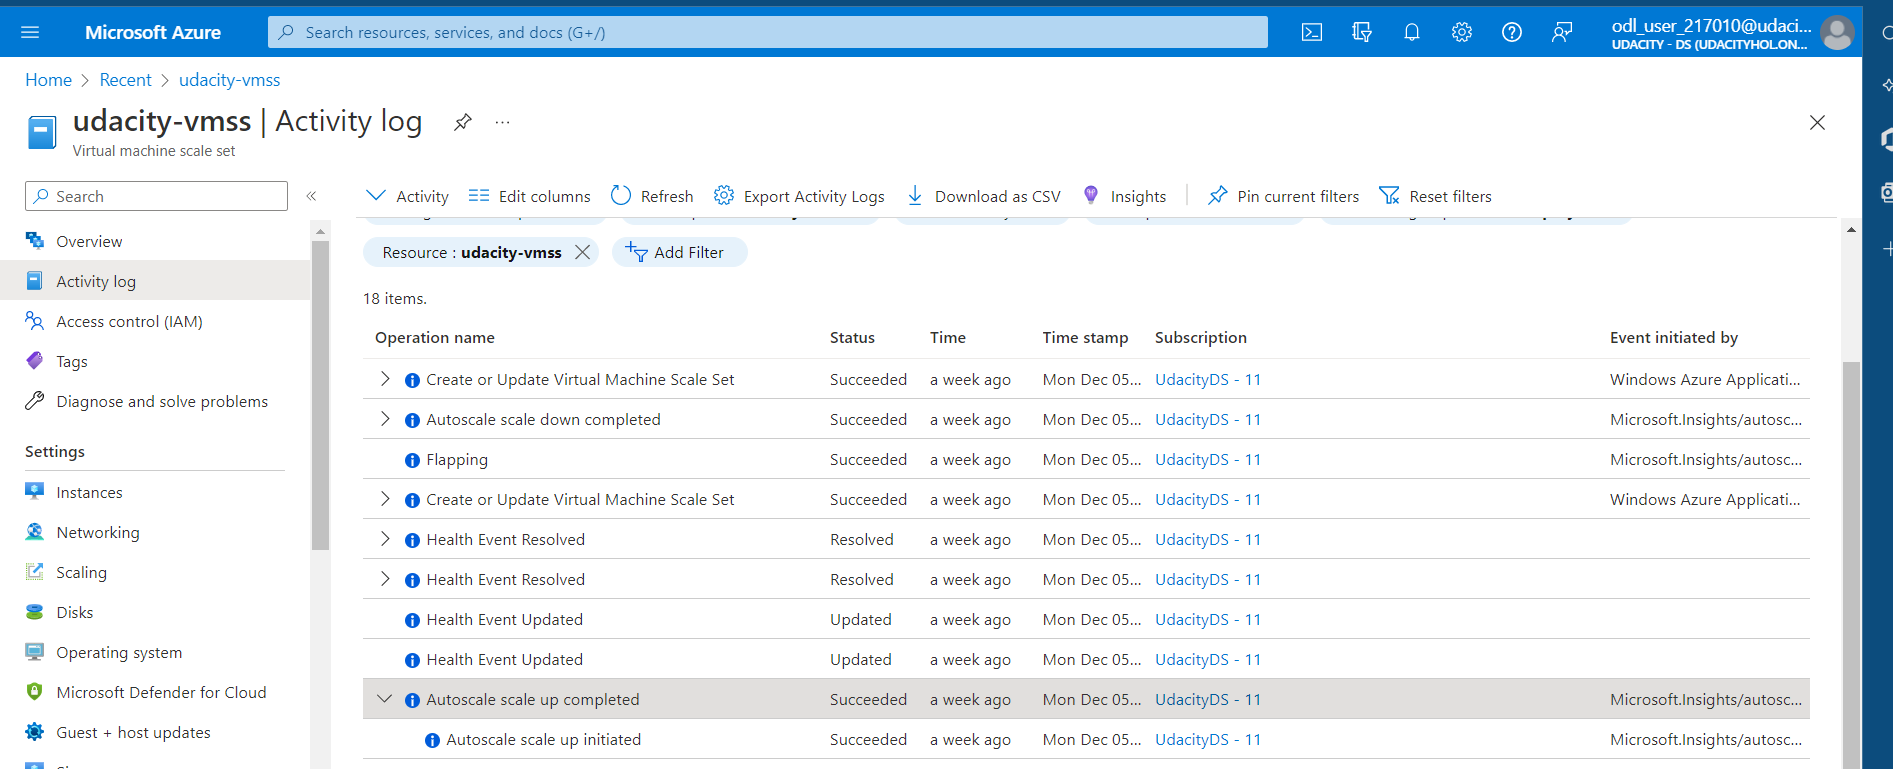 Microsoft Azure
Search resources, services, and docs (G+/)
odl_user_217010@udaci...
UDACITY - DS (UDACITYHOL.ON...
Home > Recent > udacity-vmss
udacity-vmss | Activity log
Virtual machine scale set
Search
Overview
Activity log
Access control (IAM)
Tags
Diagnose and solve problems
Settings
Instances
Networking
Scaling
Disks
Operating system
Microsoft Defender for Cloud
Guest + host updates
Activity Edit columns Refresh Export Activity Logs Download as CSV Insights Pin current filters Reset filters
Resource : udacity-vmss Add Filter
18 items.
Operation name Status Time Time stamp Subscription Event initiated by
Create or Update Virtual Machine Scale Set Succeeded a week ago Mon Dec 05... UdacityDS - 11 Windows Azure Applicati...
Autoscale scale down completed Succeeded a week ago Mon Dec 05... UdacityDS - 11 Microsoft.Insights/autosc...
Flapping Succeeded a week ago Mon Dec 05... UdacityDS - 11 Microsoft.Insights/autosc...
Create or Update Virtual Machine Scale Set Succeeded a week ago Mon Dec 05... UdacityDS - 11 Windows Azure Applicati...
Health Event Resolved Resolved a week ago Mon Dec 05... UdacityDS - 11
Health Event Resolved Resolved a week ago Mon Dec 05... UdacityDS - 11
Health Event Updated Updated a week ago Mon Dec 05... UdacityDS - 11
Health Event Updated Updated a week ago Mon Dec 05... UdacityDS - 11
Autoscale scale up completed Succeeded a week ago Mon Dec 05... UdacityDS - 11 Microsoft.Insights/autosc...
Autoscale scale up initiated Succeeded a week ago Mon Dec 05... UdacityDS - 11 Microsoft.Insights/autosc...